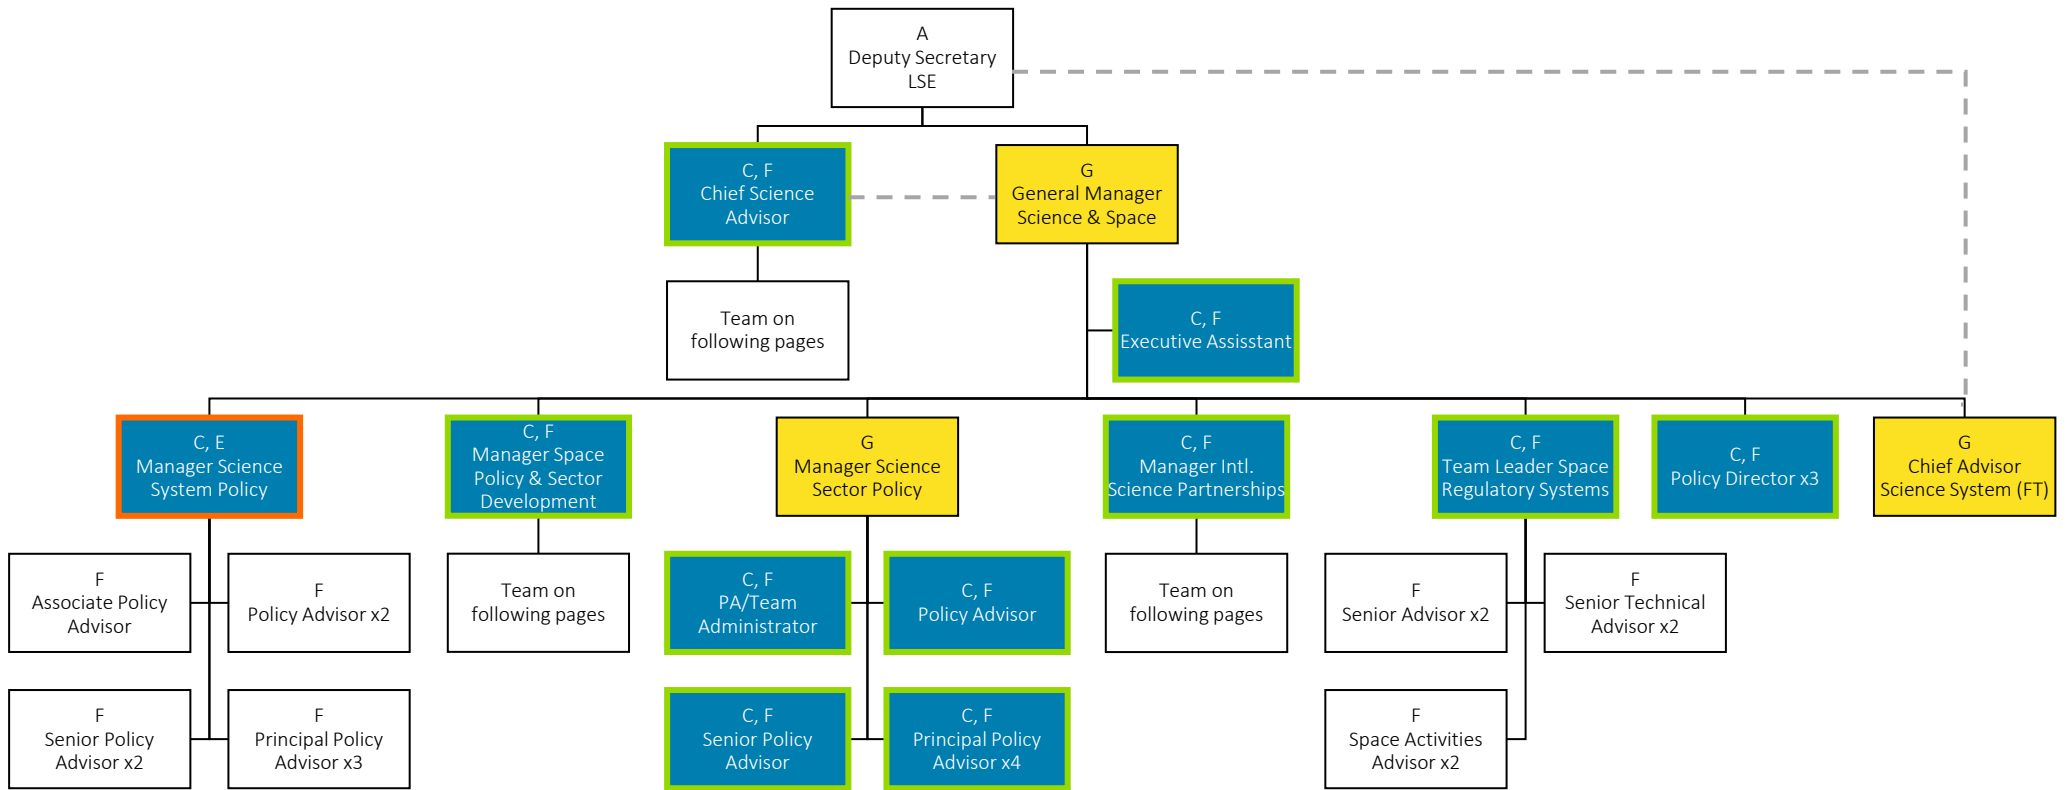 A
Deputy Secretary
LSE
C, F
Chief Science
Advisor
G
General Manager
Science & Space
Team on
following pages
C, F
Executive Assisstant
C, E
Manager Science
System Policy
C, F
Manager Space
Policy & Sector
Development
G
Manager Science
Sector Policy
C, F
Manager Intl.
Science Partnerships
C, F
Team Leader Space
Regulatory Systems
C, F
Policy Director x3
G
Chief Advisor
Science System (FT)
F
Associate Policy
Advisor
F
Policy Advisor x2
Team on
following pages
C, F
PA/Team
Administrator
C, F
Policy Advisor
Team on
following pages
F
Senior Advisor x2
F
Senior Technical
Advisor x2
F
Senior Policy
Advisor x2
F
Principal Policy
Advisor x3
C, F
Senior Policy
Advisor
C, F
Principal Policy
Advisor x4
F
Space Activities
Advisor x2